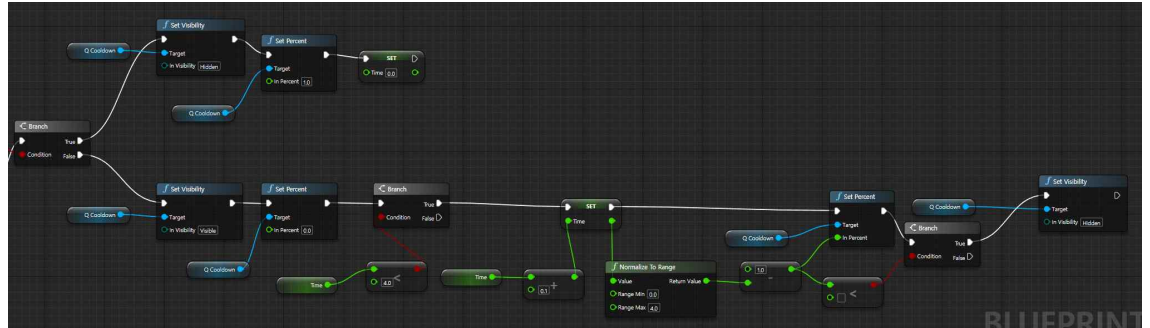 Set Visibility
Q Cooldown
Target
In Visibility Hidden
Set Percent
Target
In Percent 1.0
SET
Time 0.0
Q Cooldown
Branch
True
Condition False
Set Visibility
Q Cooldown
Target
In Visibility Visible
Set Percent
Target
In Percent 0.0
Q Cooldown
Branch
True
Condition False
Time
4.0 <
Time
0.1 +
SET
Time
Normalize To Range
Value Return Value
Range Min 0.0
Range Max 4.0
1.0
-
Q Cooldown
Set Percent
Target
In Percent
<
Branch
True
Condition False
Q Cooldown
Set Visibility
Target
In Visibility Hidden
BLUEPRINT